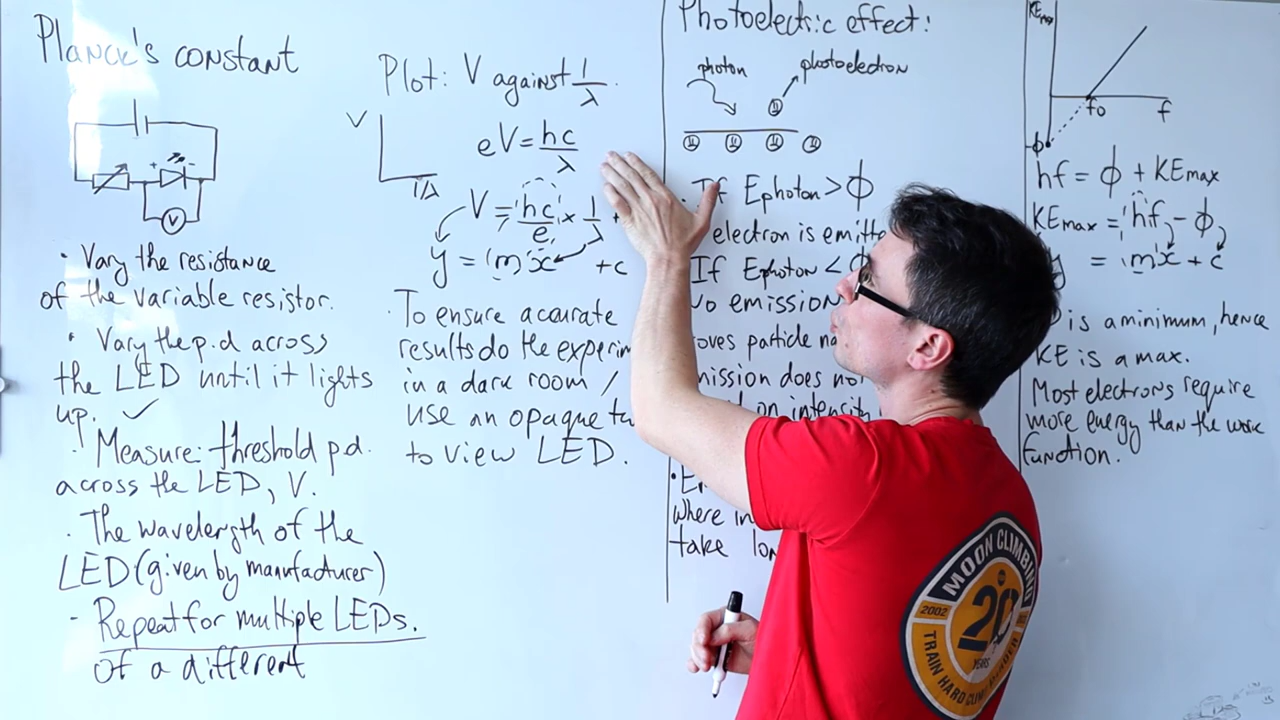 Planck's constant
V
· Vary the resistance
of the variable resistor.
· Vary the p.d across
the LED until it lights
up. ✓
· Measure: threshold p.d.
across the LED, V.
· The wavelength of the
LED (given by manufacturer)
- Repeat for multiple LEDs.
of a different
Plot: V against 1/λ.
V
1/λ
eV = hc/λ
V = hc/e × 1/λ +
y = m x + c
· To ensure accurate
results do the experim
in a dark room /
use an opaque tu
to view LED.
Photoelectric effect:
photon
photoelectron
· If Ephoton > Φ
electron is emitte
If Ephoton < Φ
No emission
particle na
emission does not
on intensity
where in
take lon
KEmax
f₀
f
-Φ
hf = Φ + KEmax
KEmax = hf - Φ
y = m x + c
is a minimum, hence
KE is a max.
Most electrons require
more energy than the work
function.
MOON CLIMBING
2002
20
YEARS
TRAIN HARD CLIMB HARDER